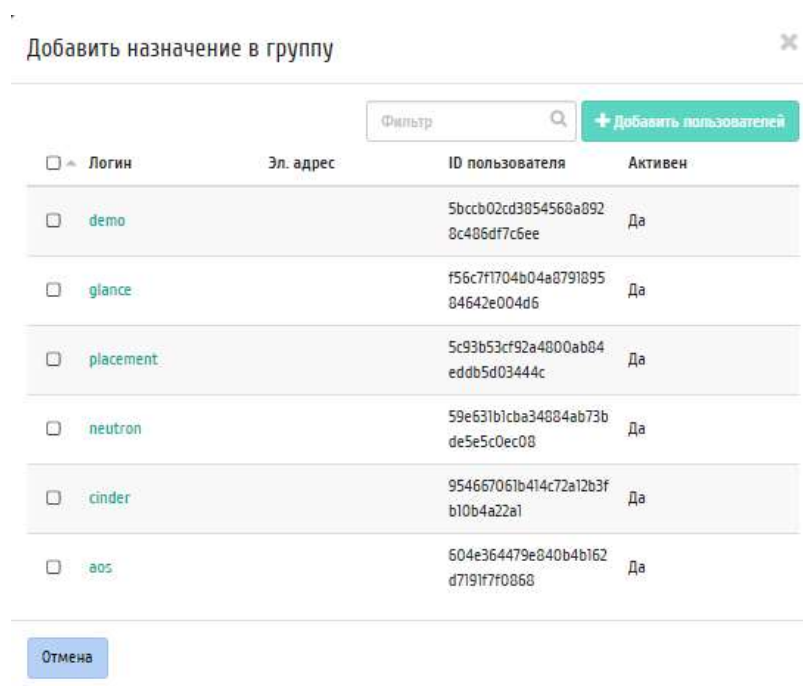 Добавить назначение в группу
Фильтр
Добавить пользователей
Логин Эл. адрес ID пользователя Активен
demo 5bccb02cd3854568a892 Да
8c486df7c6ee
glance f56c7f1704b04a8791895 Да
84642e004d6
placement 5c93b53cf92a4800ab84 Да
eddb5d03444c
neutron 59e631b1cba34884ab73b Да
de5e5c0ec08
cinder 954667061b414c72a12b3f Да
b10b4a22a1
aos 604e364479e840b4b162 Да
d7191f7f0868
Отмена